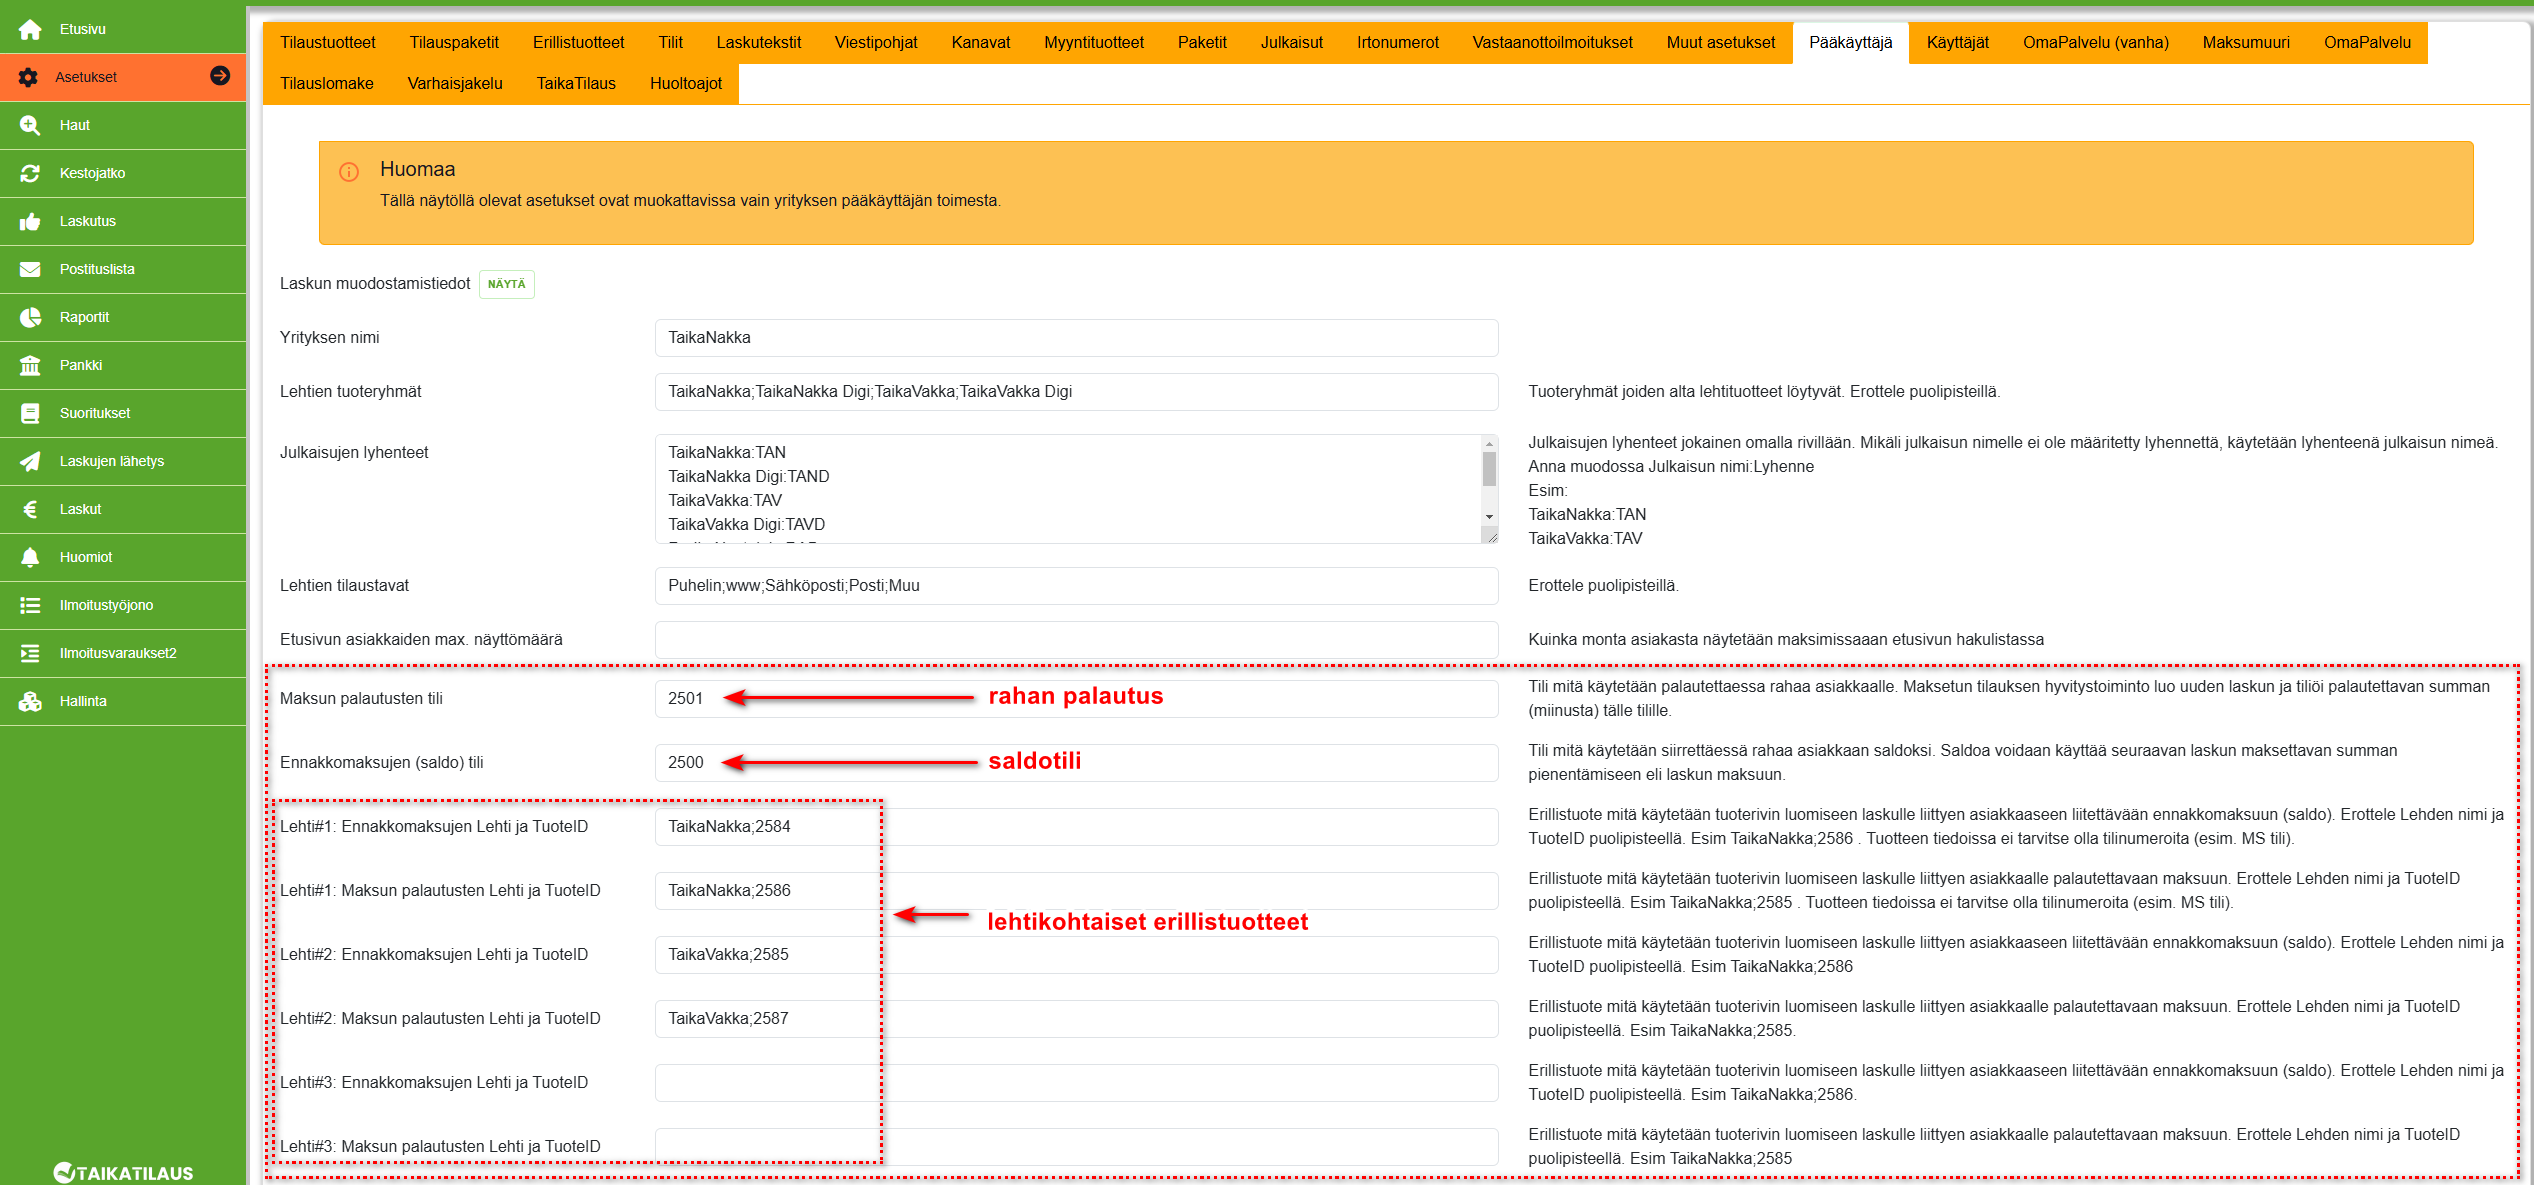 Etusivu
Asetukset
Haut
Kestojatko
Laskutus
Postituslista
Raportit
Pankki
Suoritukset
Laskujen lähetys
Laskut
Huomiot
Ilmoitustyöjono
Ilmoitusvaraukset2
Hallinta
TAIKATILAUS
Tilaustuotteet Tilauspaketit Erillistuotteet Tilit Laskutekstit Viestipohjat Kanavat Myyntituotteet Paketit Julkaisut Irtonumerot Vastaanottoilmoitukset Muut asetukset Pääkäyttäjä Käyttäjät OmaPalvelu (vanha) Maksumuuri OmaPalvelu
Tilauslomake Varhaisjakelu TaikaTilaus Huoltoajot
Huomaa
Tällä näytöllä olevat asetukset ovat muokattavissa vain yrityksen pääkäyttäjän toimesta.
Laskun muodostamistiedot NÄYTÄ
Yrityksen nimi TaikaNakka
Lehtien tuoteryhmät TaikaNakka;TaikaNakka Digi;TaikaVakka;TaikaVakka Digi Tuoteryhmät joiden alta lehtituotteet löytyvät. Erottele puolipisteillä.
Julkaisujen lyhenteet
TaikaNakka:TAN
TaikaNakka Digi:TAND
TaikaVakka:TAV
TaikaVakka Digi:TAVD
Julkaisujen lyhenteet jokainen omalla rivillään. Mikäli julkaisun nimelle ei ole määritetty lyhennettä, käytetään lyhenteenä julkaisun nimeä.
Anna muodossa Julkaisun nimi:Lyhenne
Esim:
TaikaNakka:TAN
TaikaVakka:TAV
Lehtien tilaustavat Puhelin;www;Sähköposti;Posti;Muu Erottele puolipisteillä.
Etusivun asiakkaiden max. näyttömäärä Kuinka monta asiakasta näytetään maksimissaaan etusivun hakulistassa
Maksun palautusten tili 2501 rahan palautus
Tili mitä käytetään palautettaessa rahaa asiakkaalle. Maksetun tilauksen hyvitystoiminto luo uuden laskun ja tiliöi palautettavan summan
(miinusta) tälle tilille.
Ennakkomaksujen (saldo) tili 2500 saldotili
Tili mitä käytetään siirrettäessä rahaa asiakkaan saldoksi. Saldoa voidaan käyttää seuraavan laskun maksettavan summan
pienentämiseen eli laskun maksuun.
Lehti#1: Ennakkomaksujen Lehti ja TuoteID TaikaNakka;2584
Erillistuote mitä käytetään tuoterivin luomiseen laskulle liittyen asiakkaaseen liitettävään ennakkomaksuun (saldo). Erottele Lehden nimi ja
TuoteID puolipisteellä. Esim TaikaNakka;2586 . Tuotteen tiedoissa ei tarvitse olla tilinumeroita (esim. MS tili).
Lehti#1: Maksun palautusten Lehti ja TuoteID TaikaNakka;2586
Erillistuote mitä käytetään tuoterivin luomiseen laskulle liittyen asiakkaalle palautettavaan maksuun. Erottele Lehden nimi ja TuoteID
puolipisteellä. Esim TaikaNakka;2585 . Tuotteen tiedoissa ei tarvitse olla tilinumeroita (esim. MS tili).
lehtikohtaiset erillistuotteet
Lehti#2: Ennakkomaksujen Lehti ja TuoteID TaikaVakka;2585
Erillistuote mitä käytetään tuoterivin luomiseen laskulle liittyen asiakkaaseen liitettävään ennakkomaksuun (saldo). Erottele Lehden nimi ja
TuoteID puolipisteellä. Esim TaikaNakka;2586
Lehti#2: Maksun palautusten Lehti ja TuoteID TaikaVakka;2587
Erillistuote mitä käytetään tuoterivin luomiseen laskulle liittyen asiakkaalle palautettavaan maksuun. Erottele Lehden nimi ja TuoteID
puolipisteellä. Esim TaikaNakka;2585.
Lehti#3: Ennakkomaksujen Lehti ja TuoteID
Erillistuote mitä käytetään tuoterivin luomiseen laskulle liittyen asiakkaaseen liitettävään ennakkomaksuun (saldo). Erottele Lehden nimi ja
TuoteID puolipisteellä. Esim TaikaNakka;2586.
Lehti#3: Maksun palautusten Lehti ja TuoteID
Erillistuote mitä käytetään tuoterivin luomiseen laskulle liittyen asiakkaalle palautettavaan maksuun. Erottele Lehden nimi ja TuoteID
puolipisteellä. Esim TaikaNakka;2585